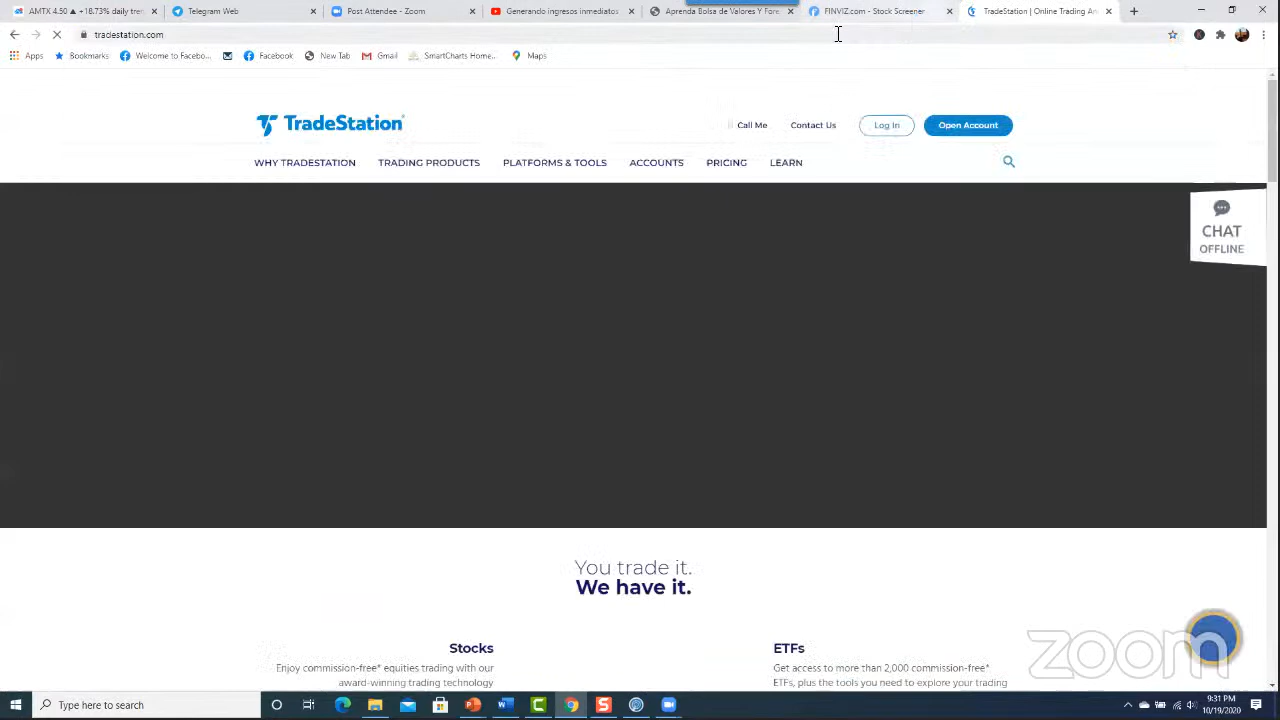 AMTX 4.50 ▲ +18.73% daily tre
Telegram Web
Post Attendee - Zoom
Generando ingresos inmediatos
Aprenda Bolsa de Valores Y Fore
FINVIZ.com - Stock Screener
TradeStation | Online Trading An
tradestation.com
Apps
Bookmarks
Welcome to Facebo...
Facebook
New Tab
Gmail
SmartCharts Home...
Maps
TradeStation
Call Me
Contact Us
Log In
Open Account
WHY TRADESTATION
TRADING PRODUCTS
PLATFORMS & TOOLS
ACCOUNTS
PRICING
LEARN
CHAT
OFFLINE
You trade it.
We have it.
Stocks
Enjoy commission-free* equities trading with our
award-winning trading technology
ETFs
Get access to more than 2,000 commission-free*
ETFs, plus the tools you need to explore your trading
zoom
Type here to search
9:31 PM
10/19/2020